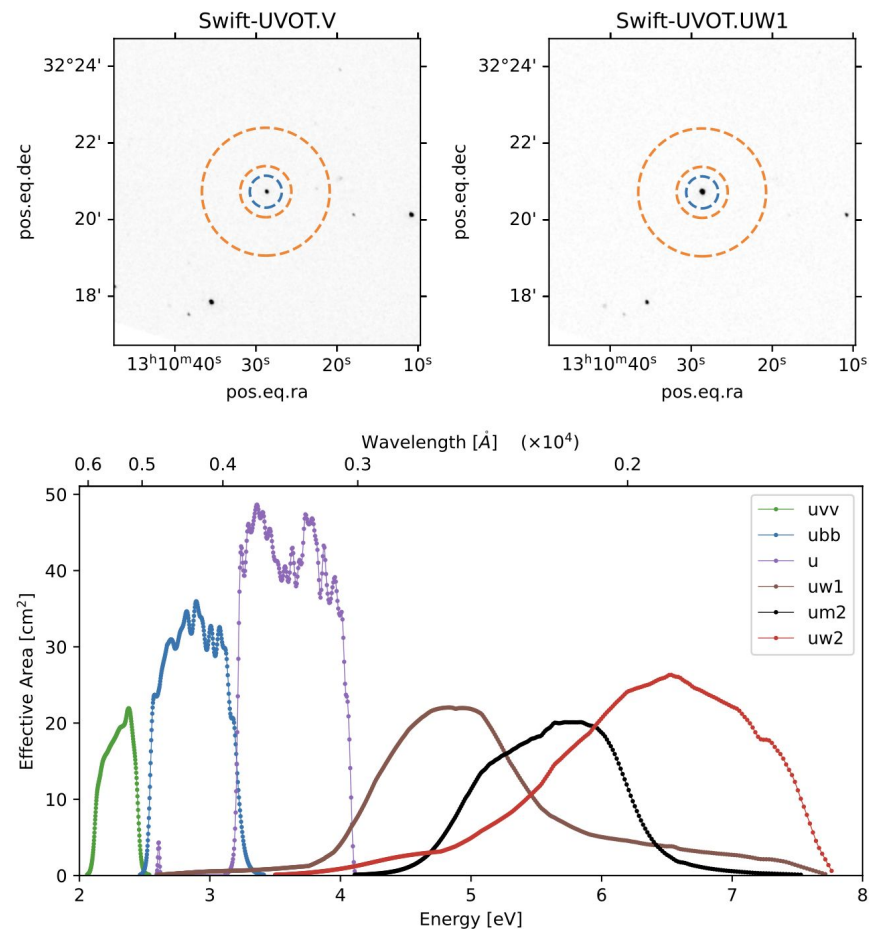 Swift-UVOT.V
Swift-UVOT.UW1
32°24'
22'
20'
18'
pos.eq.dec
13ʰ10ᵐ40ˢ
30ˢ
20ˢ
10ˢ
pos.eq.ra
32°24'
22'
20'
18'
pos.eq.dec
13ʰ10ᵐ40ˢ
30ˢ
20ˢ
10ˢ
pos.eq.ra
Wavelength [Å] (×10⁴)
0.6 0.5 0.4 0.3 0.2
50
40
30
20
10
0
Effective Area [cm²]
uvv
ubb
u
uw1
um2
uw2
2 3 4 5 6 7 8
Energy [eV]